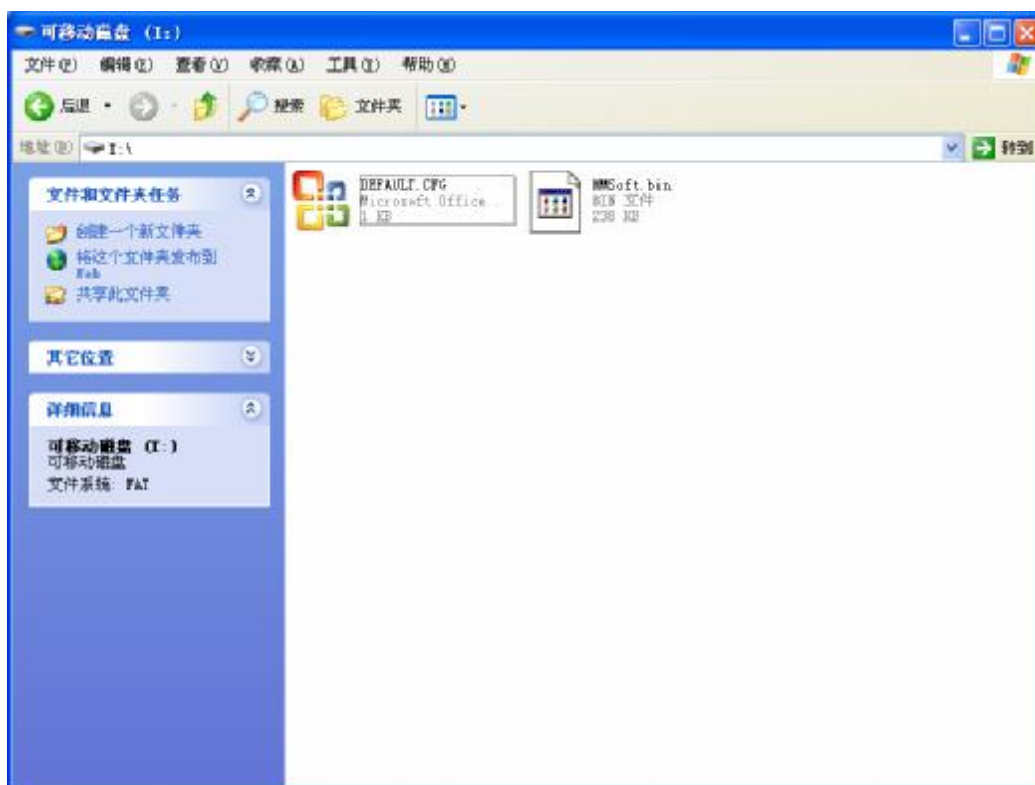 可移动磁盘 (I:)
文件(F) 编辑(E) 查看(V) 收藏(A) 工具(T) 帮助(H)
后退 搜索 文件夹
地址(D) I:\ 转到
文件和文件夹任务
创建一个新文件夹
将这个文件夹发布到
Web
共享此文件夹
其它位置
详细信息
可移动磁盘 (I:)
可移动磁盘
文件系统: FAT
DEFAULT.CFG
Microsoft Office ...
1 KB
MMSoft.bin
BIN 文件
238 KB